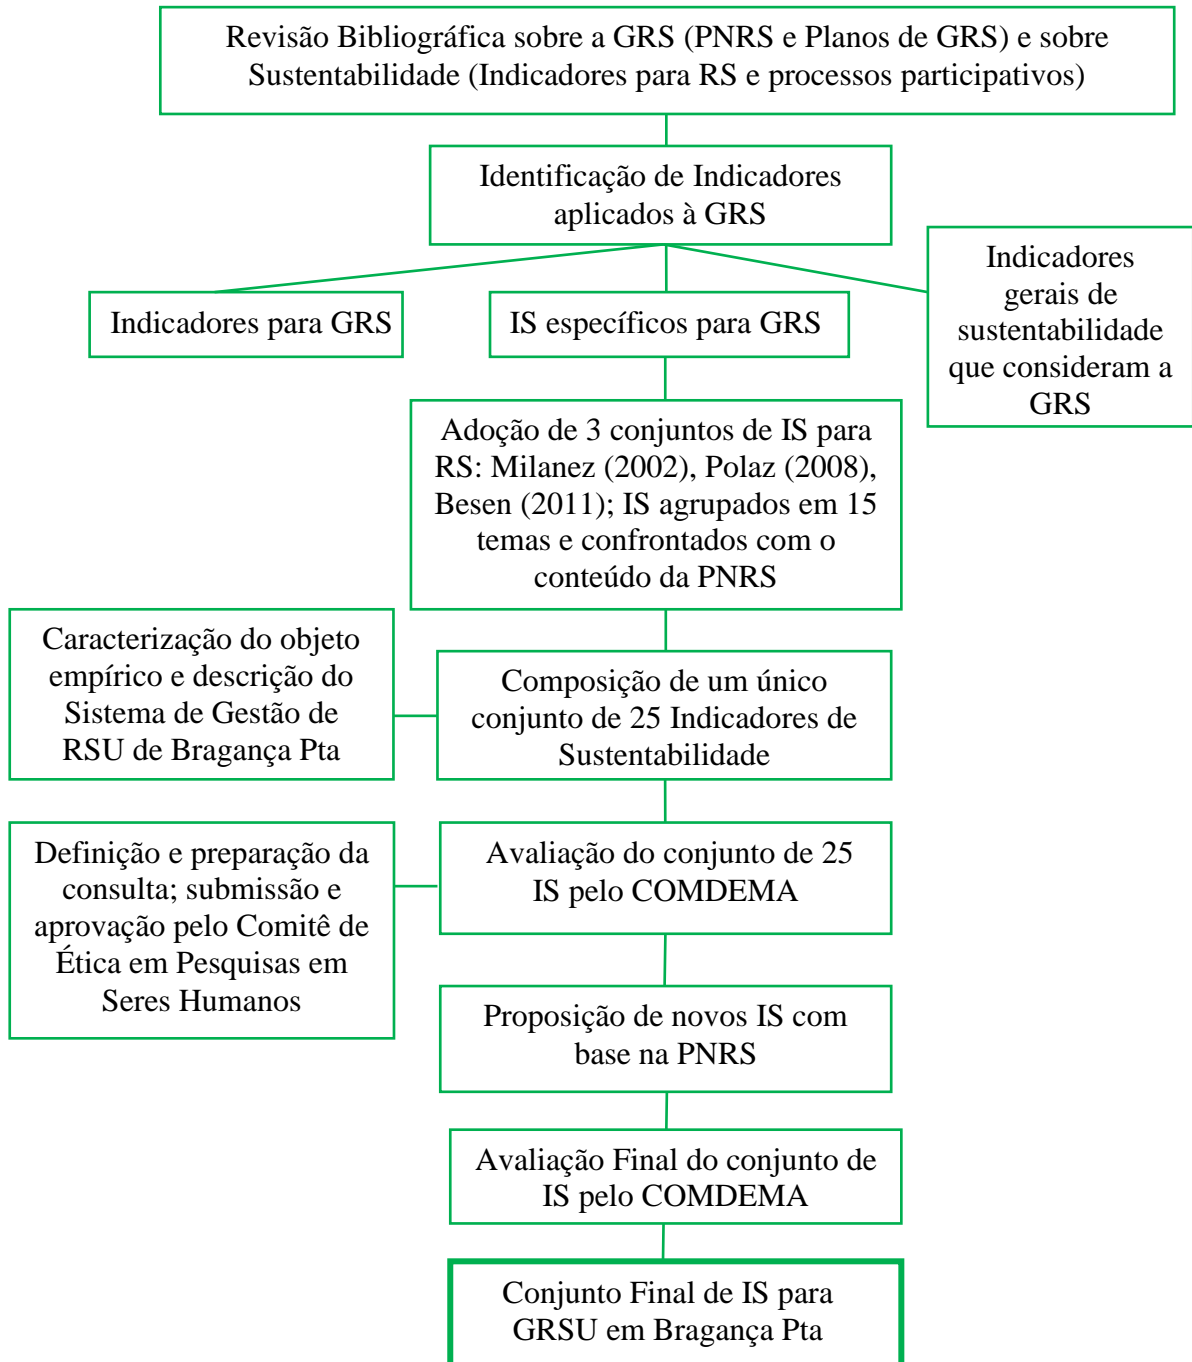 Revisão Bibliográfica sobre a GRS (PNRS e Planos de GRS) e sobre
Sustentabilidade (Indicadores para RS e processos participativos)
Identificação de Indicadores
aplicados à GRS
Indicadores para GRS
IS específicos para GRS
Indicadores
gerais de
sustentabilidade
que consideram a
GRS
Adoção de 3 conjuntos de IS para
RS: Milanez (2002), Polaz (2008),
Besen (2011); IS agrupados em 15
temas e confrontados com o
conteúdo da PNRS
Caracterização do objeto
empírico e descrição do
Sistema de Gestão de
RSU de Bragança Pta
Composição de um único
conjunto de 25 Indicadores de
Sustentabilidade
Definição e preparação da
consulta; submissão e
aprovação pelo Comitê de
Ética em Pesquisas em
Seres Humanos
Avaliação do conjunto de 25
IS pelo COMDEMA
Proposição de novos IS com
base na PNRS
Avaliação Final do conjunto de
IS pelo COMDEMA
Conjunto Final de IS para
GRSU em Bragança Pta